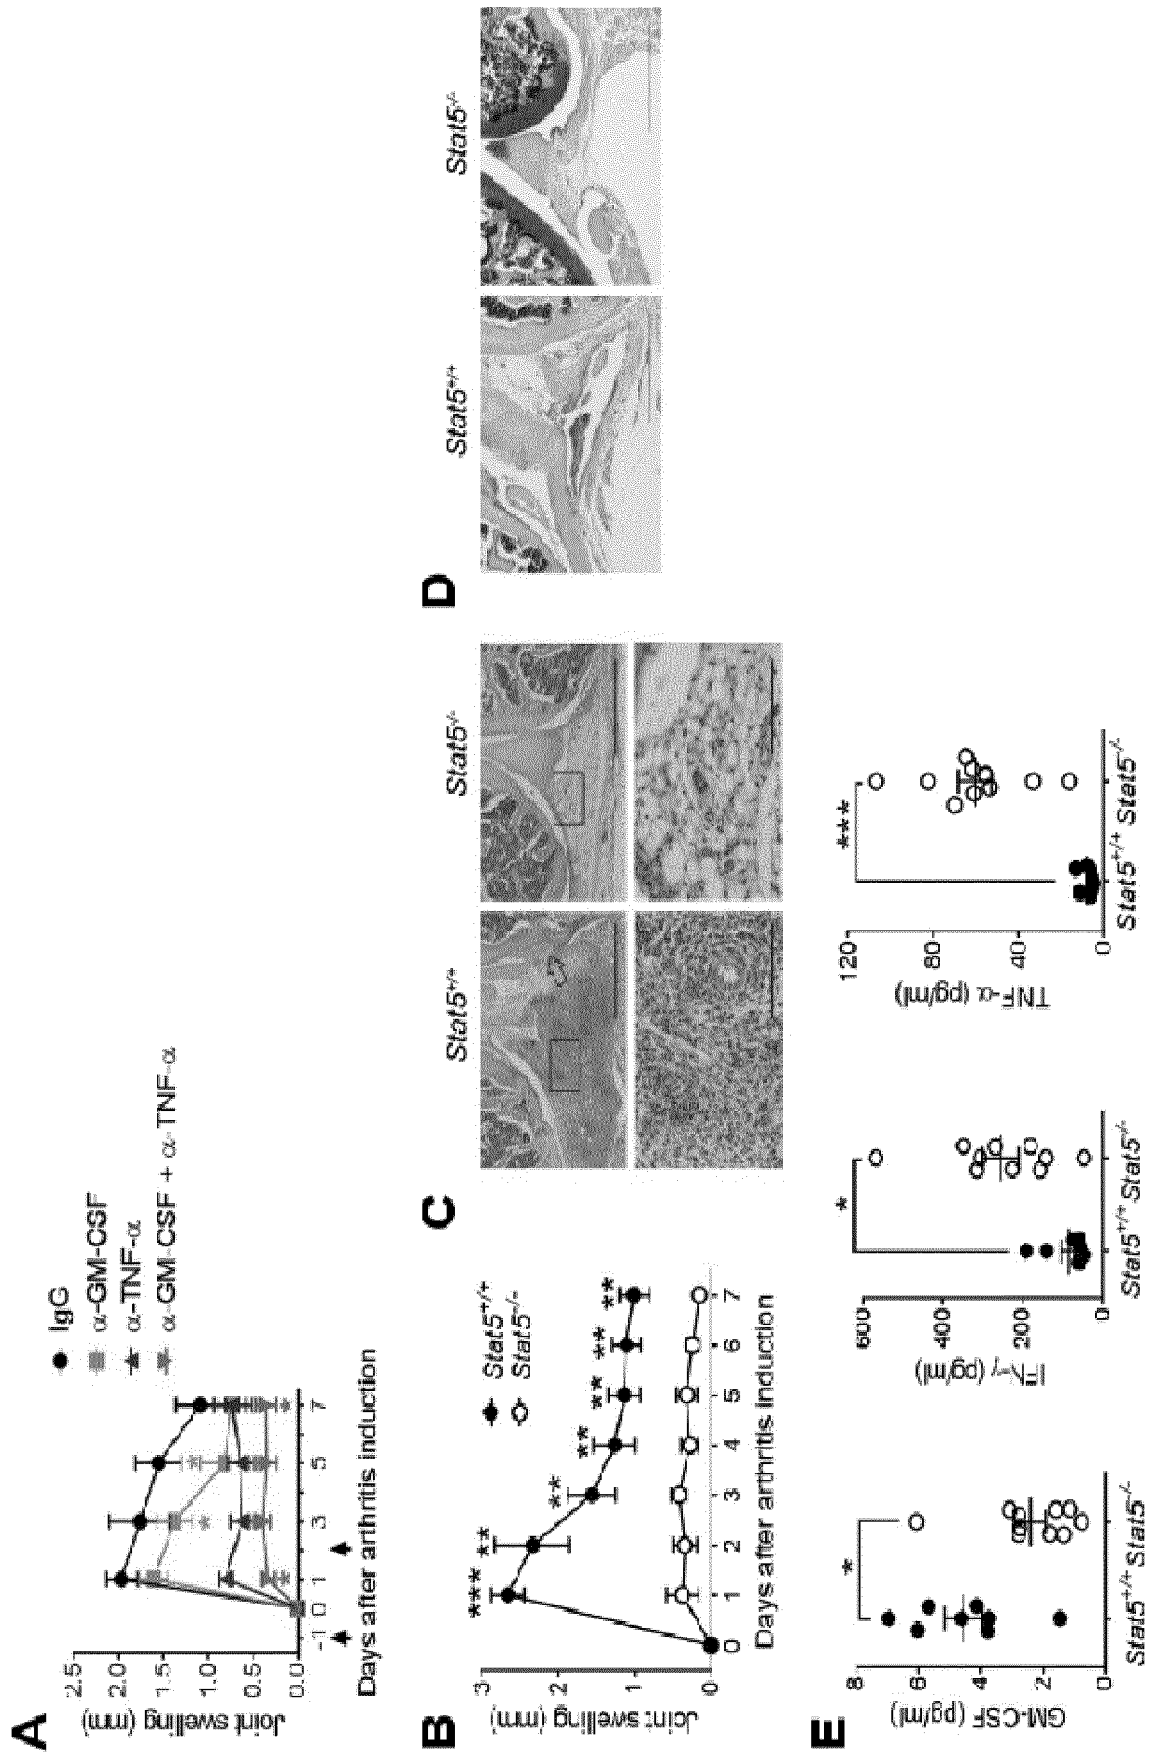 A
IgG
α-GM-CSF
α-TNF-α
α-GM-CSF + α-TNF-α
Joint swelling (mm)
2.5
2.0
1.5
1.0
0.5
0.0
-1 0 1 3 5 7
Days after arthritis induction
B
Stat5+/+
Stat5-/-
Joint swelling (mm)
3
2
1
0
*** ** ** ** ** ** **
0 1 2 3 4 5 6 7
Days after arthritis induction
C
Stat5+/+ Stat5-/-
D
Stat5+/+ Stat5-/-
E
GM-CSF (pg/ml)
8
6
4
2
0
*
Stat5+/+ Stat5-/-
IFN-γ (pg/ml)
600
400
200
0
*
Stat5+/+ Stat5-/-
TNF-α (pg/ml)
120
80
40
0
***
Stat5+/+ Stat5-/-